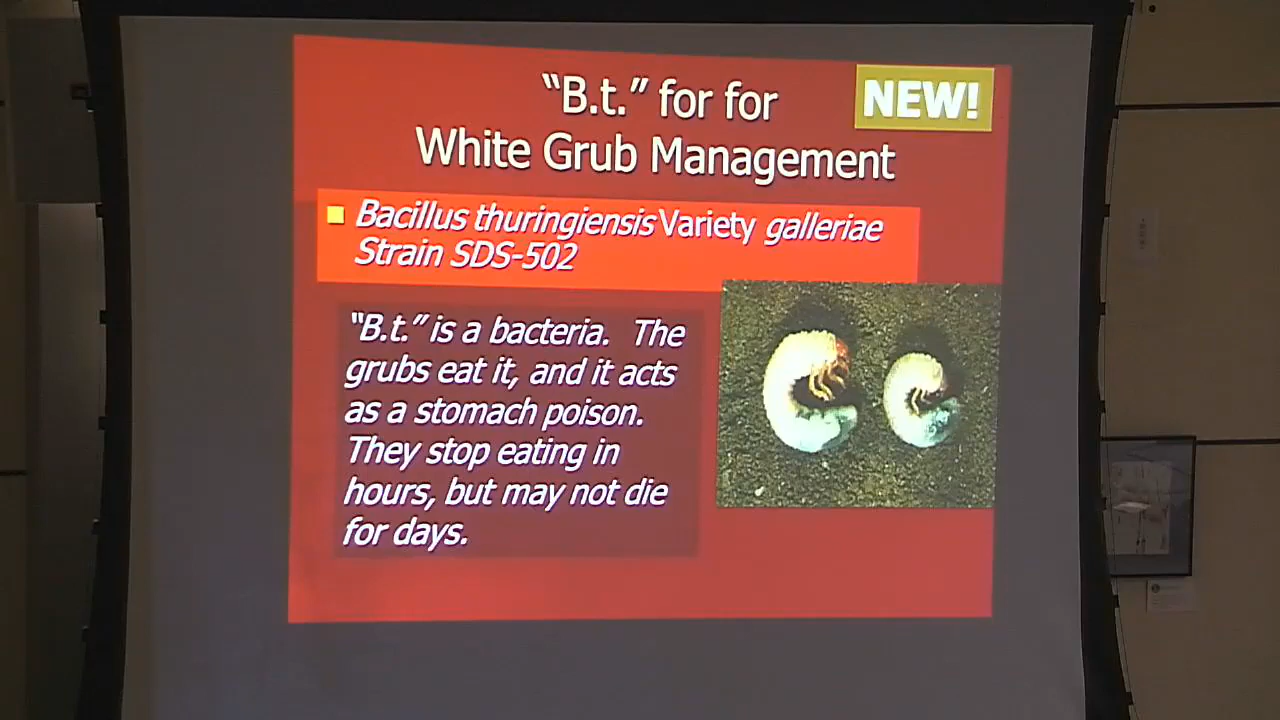 "B.t." for for
NEW!
White Grub Management
Bacillus thuringiensis Variety galleriae
Strain SDS-502
"B.t." is a bacteria. The
grubs eat it, and it acts
as a stomach poison.
They stop eating in
hours, but may not die
for days.